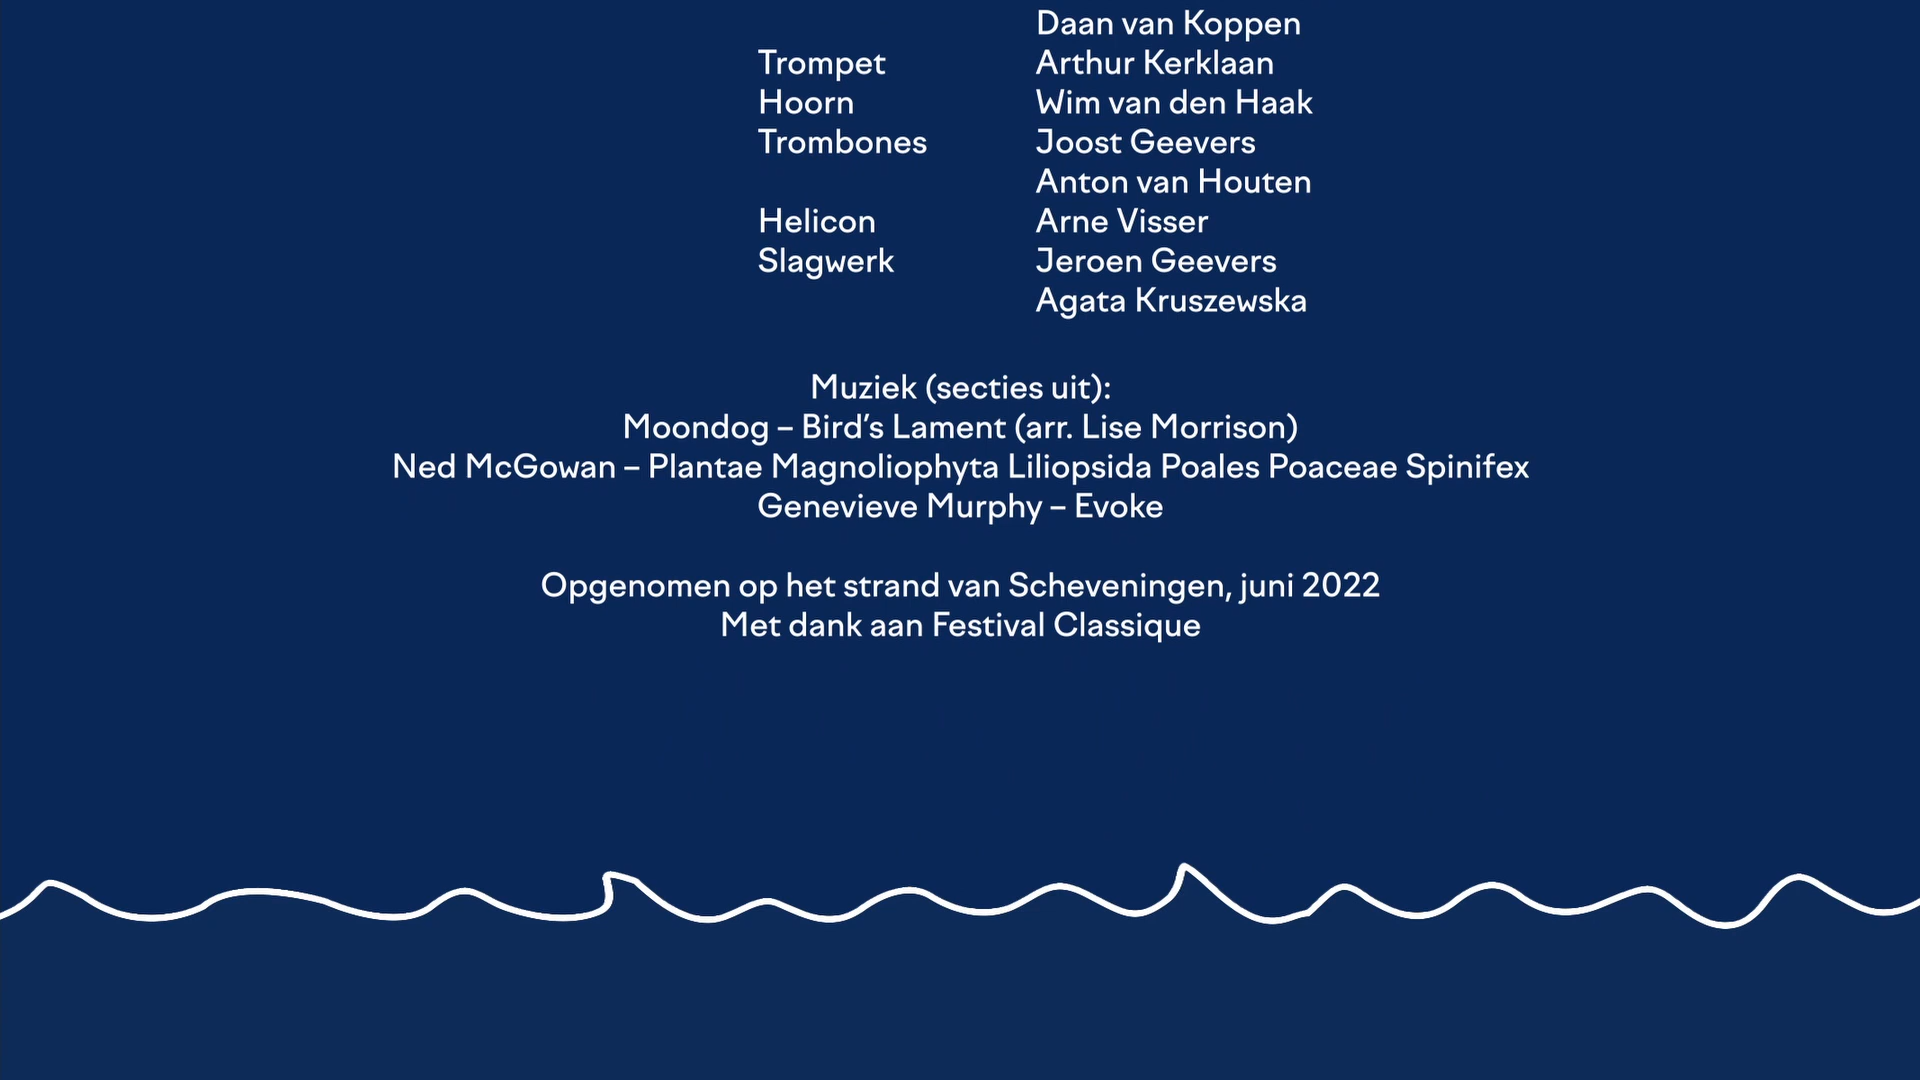 Daan van Koppen
Trompet Arthur Kerklaan
Hoorn Wim van den Haak
Trombones Joost Geevers
Anton van Houten
Helicon Arne Visser
Slagwerk Jeroen Geevers
Agata Kruszewska
Muziek (secties uit):
Moondog – Bird’s Lament (arr. Lise Morrison)
Ned McGowan – Plantae Magnoliophyta Liliopsida Poales Poaceae Spinifex
Genevieve Murphy – Evoke
Opgenomen op het strand van Scheveningen, juni 2022
Met dank aan Festival Classique